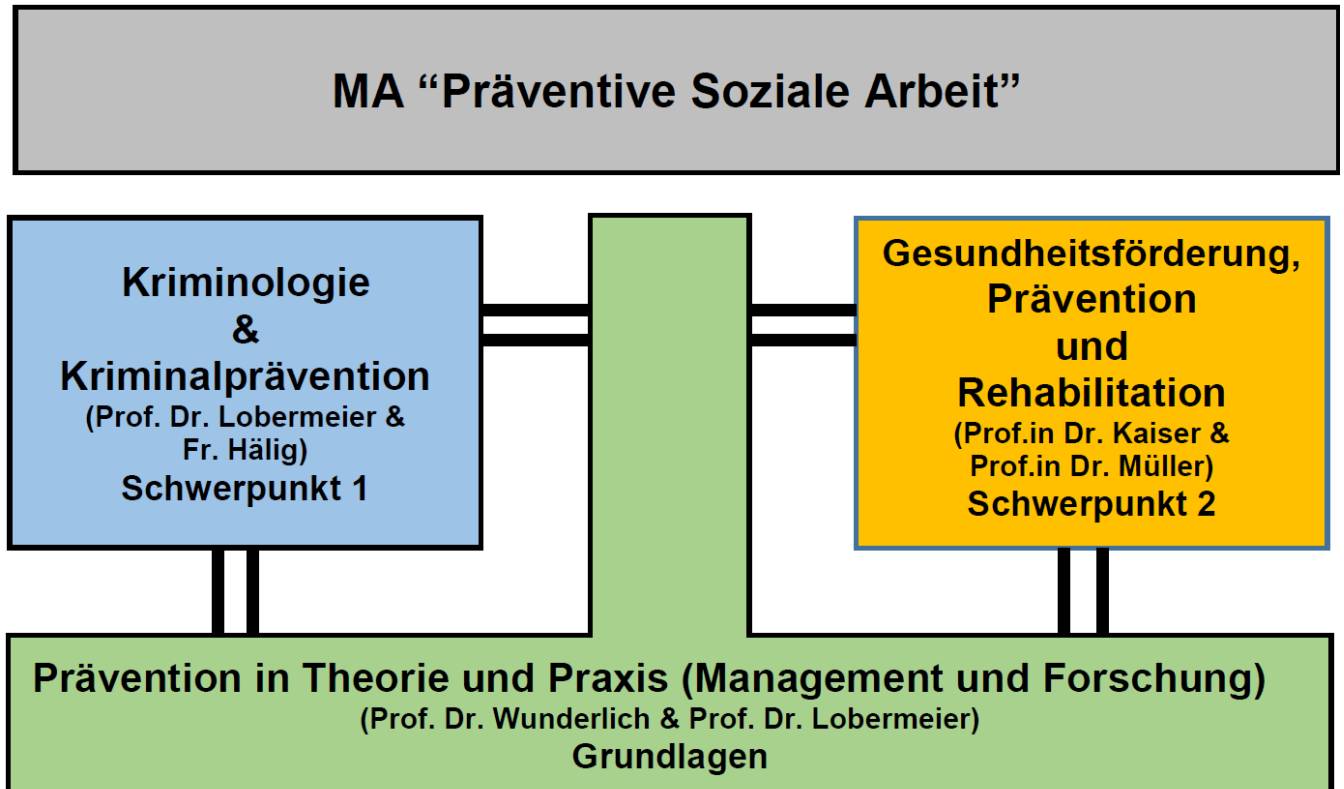 MA “Präventive Soziale Arbeit”
Kriminologie
&
Kriminalprävention
(Prof. Dr. Lobermeier &
Fr. Hälig)
Schwerpunkt 1
Gesundheitsförderung,
Prävention
und
Rehabilitation
(Prof.in Dr. Kaiser &
Prof.in Dr. Müller)
Schwerpunkt 2
Prävention in Theorie und Praxis (Management und Forschung)
(Prof. Dr. Wunderlich & Prof. Dr. Lobermeier)
Grundlagen